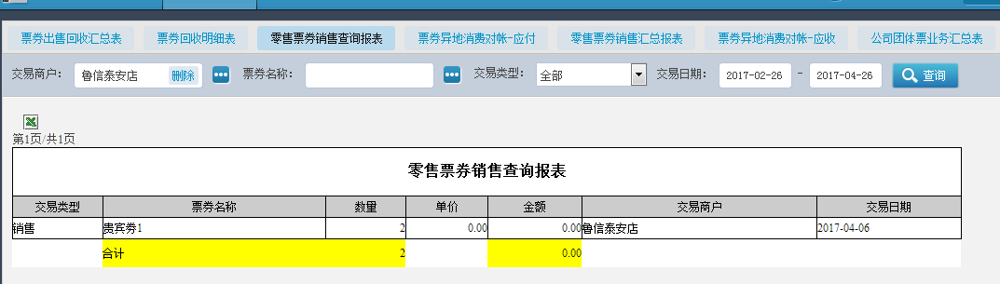 票券出售回收汇总表 票券回收明细表 零售票券销售查询报表 票券异地消费对帐-应付 零售票券销售汇总报表 票券异地消费对帐-应收 公司团体票业务汇总表
交易商户： 鲁信泰安店 删除 票券名称： 交易类型： 全部 交易日期： 2017-02-26 - 2017-04-26 查询
第1页/共1页
零售票券销售查询报表
交易类型 票券名称 数量 单价 金额 交易商户 交易日期
销售 贵宾券1 2 0.00 0.00 鲁信泰安店 2017-04-06
合计 2 0.00